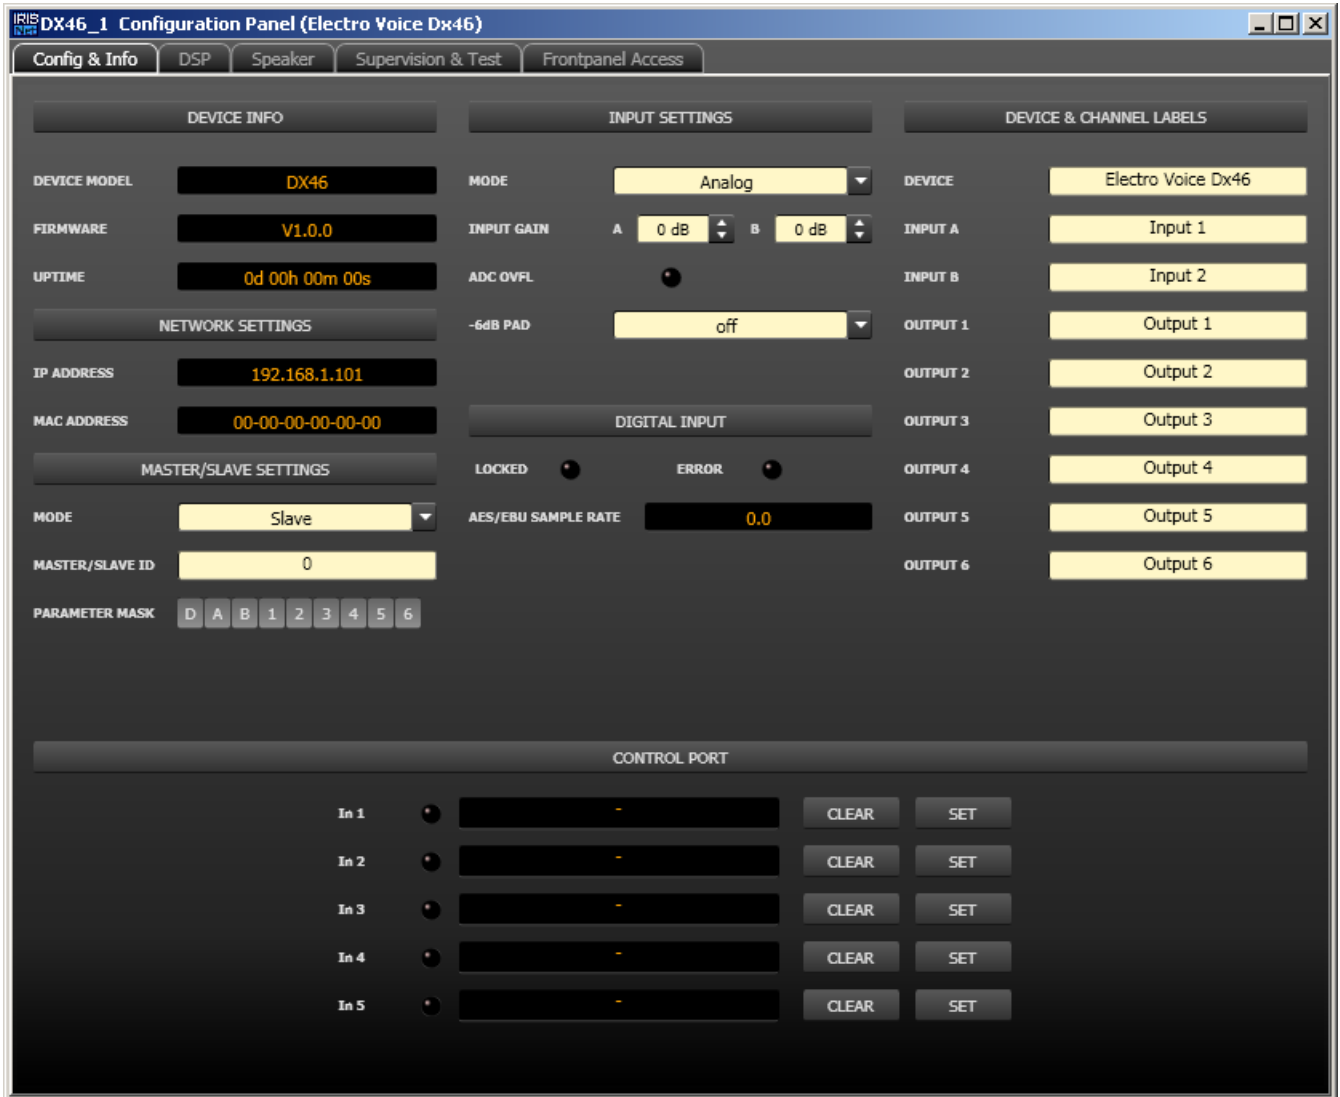 IRIS NET DX46_1 Configuration Panel (Electro Voice Dx46)
Config & Info DSP Speaker Supervision & Test Frontpanel Access
DEVICE INFO
DEVICE MODEL DX46
FIRMWARE V1.0.0
UPTIME 0d 00h 00m 00s
NETWORK SETTINGS
IP ADDRESS 192.168.1.101
MAC ADDRESS 00-00-00-00-00-00
MASTER/SLAVE SETTINGS
MODE Slave
MASTER/SLAVE ID 0
PARAMETER MASK D A B 1 2 3 4 5 6
INPUT SETTINGS
MODE Analog
INPUT GAIN A 0 dB B 0 dB
ADC OVFL
-6dB PAD off
DIGITAL INPUT
LOCKED ERROR
AES/EBU SAMPLE RATE 0.0
DEVICE & CHANNEL LABELS
DEVICE Electro Voice Dx46
INPUT A Input 1
INPUT B Input 2
OUTPUT 1 Output 1
OUTPUT 2 Output 2
OUTPUT 3 Output 3
OUTPUT 4 Output 4
OUTPUT 5 Output 5
OUTPUT 6 Output 6
CONTROL PORT
In 1 - CLEAR SET
In 2 - CLEAR SET
In 3 - CLEAR SET
In 4 - CLEAR SET
In 5 - CLEAR SET